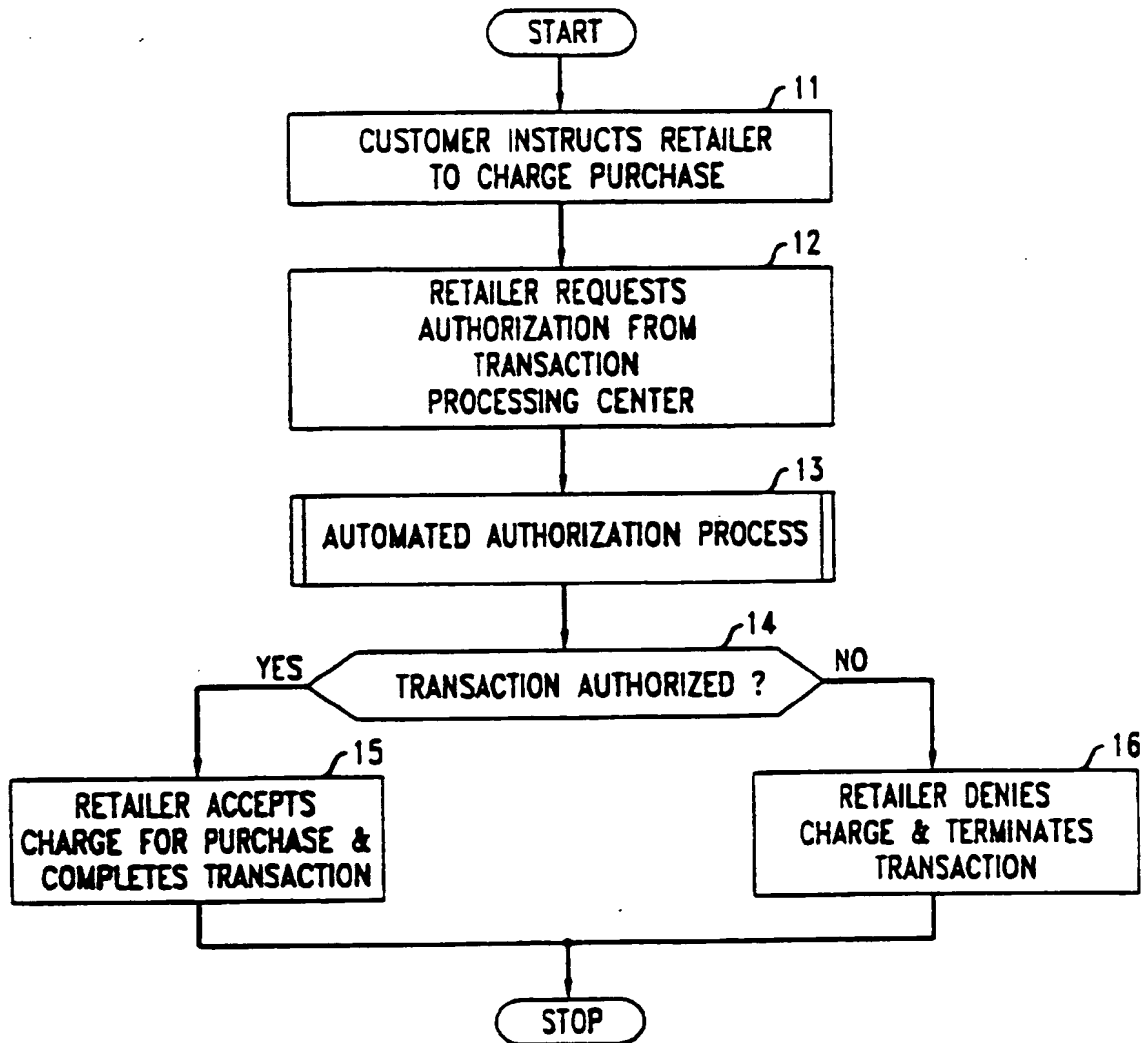 START
11
CUSTOMER INSTRUCTS RETAILER
TO CHARGE PURCHASE
12
RETAILER REQUESTS
AUTHORIZATION FROM
TRANSACTION
PROCESSING CENTER
13
AUTOMATED AUTHORIZATION PROCESS
14
YES
TRANSACTION AUTHORIZED ?
NO
15
RETAILER ACCEPTS
CHARGE FOR PURCHASE &
COMPLETES TRANSACTION
16
RETAILER DENIES
CHARGE & TERMINATES
TRANSACTION
STOP